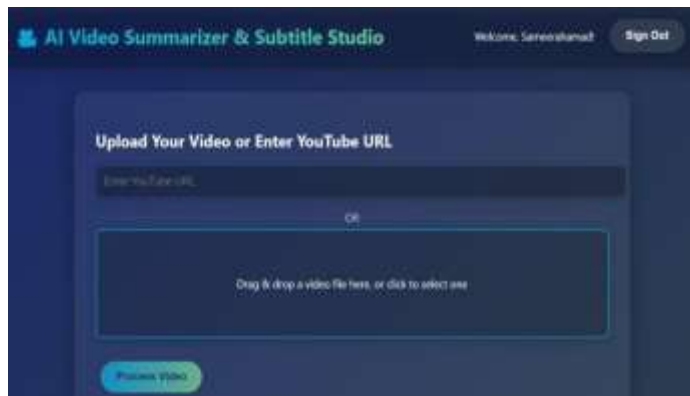 AI Video Summarizer & Subtitle Studio
Welcome, Sameerahamad!
Sign Out
Upload Your Video or Enter YouTube URL
Enter YouTube URL
OR
Drag & drop a video file here, or click to select one
Process Video